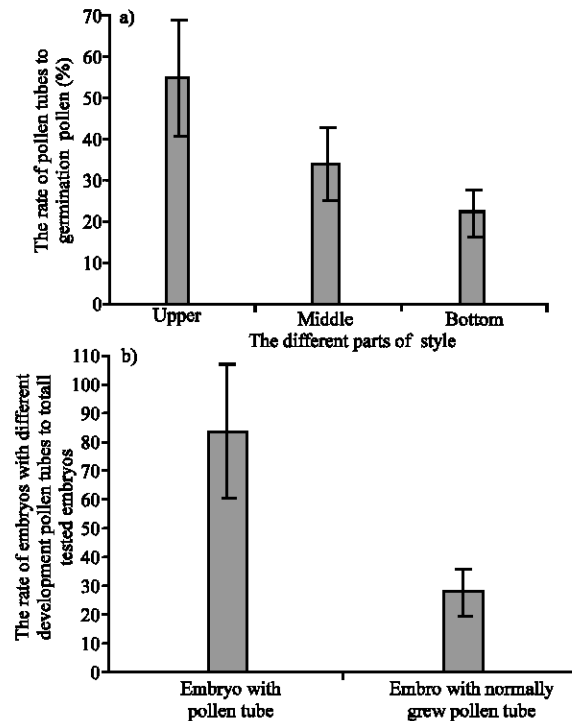 a)
The rate of pollen tubes to
germination pollen (%)
70
60
50
40
30
20
10
0
Upper
Middle
Bottom
The different parts of style
b)
The rate of embryos with different
development pollen tubes to totall
tested embryos
110
100
90
80
70
60
50
40
30
20
10
0
Embryo with
pollen tube
Embro with normally
grew pollen tube